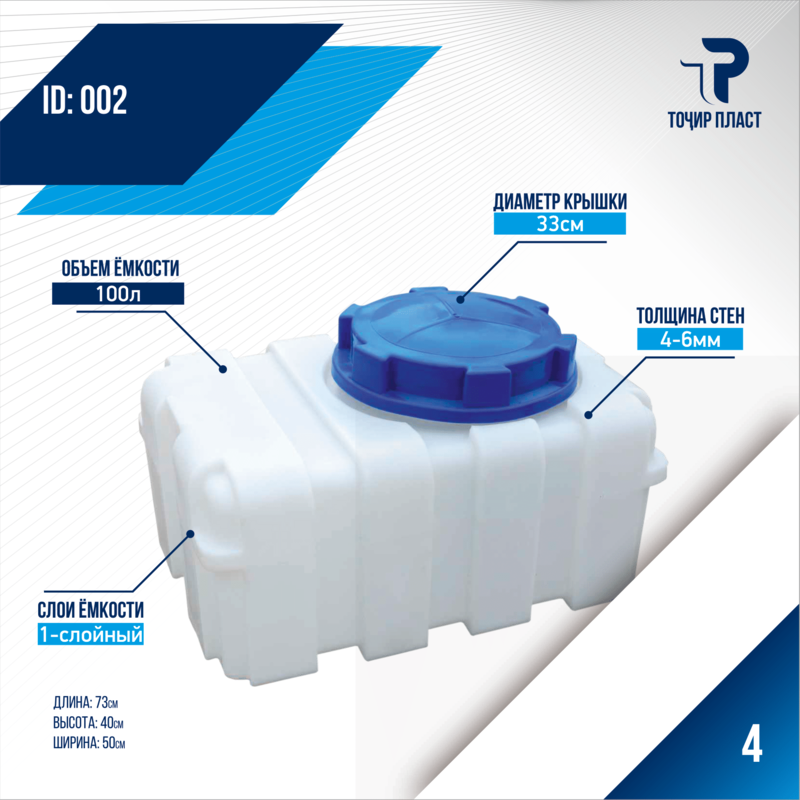 ID: 002
ТОҶИР ПЛАСТ
ДИАМЕТР КРЫШКИ
33см
ОБЪЕМ ЁМКОСТИ
100л
ТОЛЩИНА СТЕН
4-6мм
СЛОИ ЁМКОСТИ
1-слойный
ДЛИНА: 73см
ВЫСОТА: 40см
ШИРИНА: 50см
4